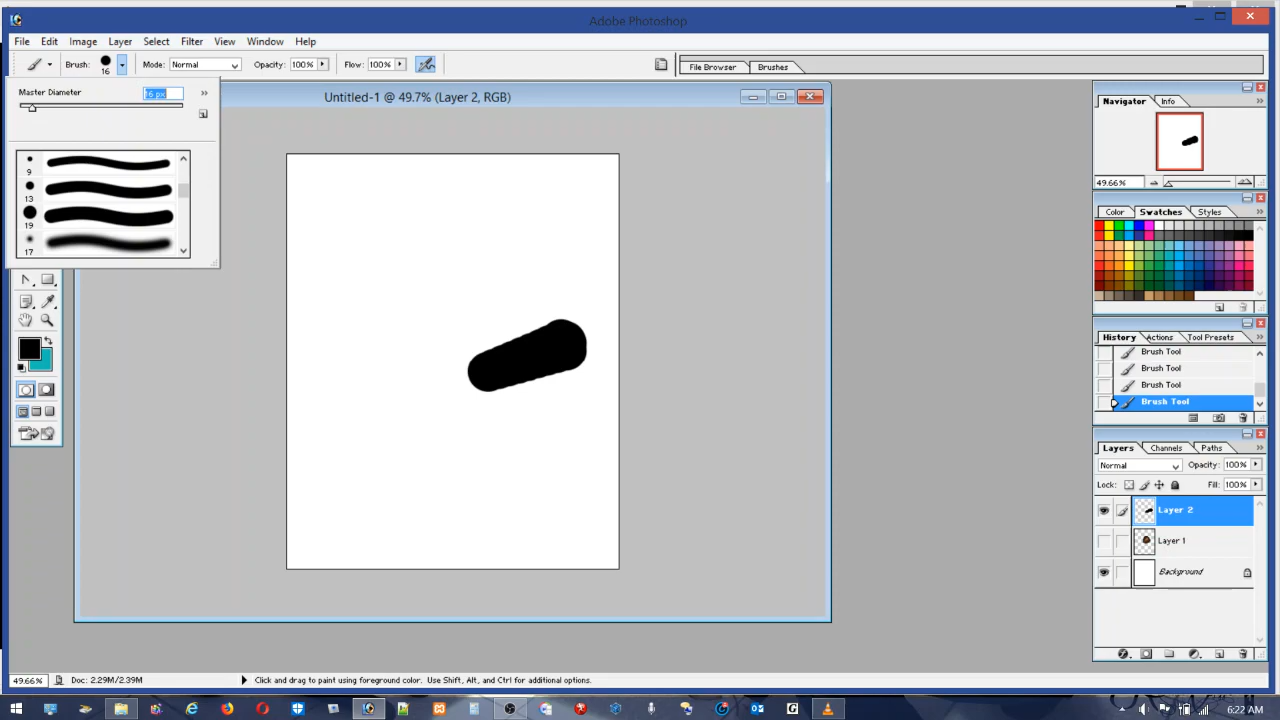 Adobe Photoshop
File Edit Image Layer Select Filter View Window Help
Brush: 16 Mode: Normal Opacity: 100% Flow: 100% File Browser Brushes
Master Diameter 16 px
Untitled-1 @ 49.7% (Layer 2, RGB)
9
13
19
17
Navigator Info
49.66%
Color Swatches Styles
History Actions Tool Presets
Brush Tool
Brush Tool
Brush Tool
Brush Tool
Layers Channels Paths
Normal Opacity: 100%
Lock: Fill: 100%
Layer 2
Layer 1
Background
49.66% Doc: 2.29M/2.39M Click and drag to paint using foreground color. Use Shift, Alt, and Ctrl for additional options.
6:22 AM